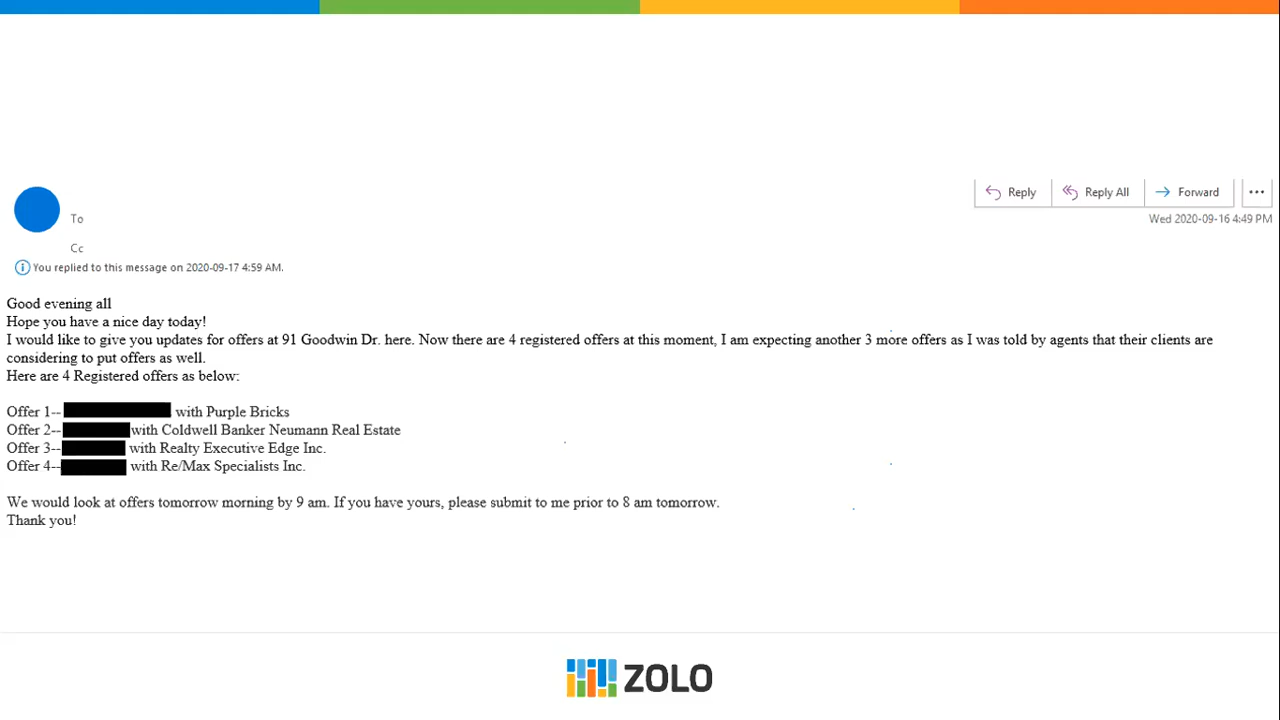 Reply
Reply All
Forward
...
To
Wed 2020-09-16 4:49 PM
Cc
You replied to this message on 2020-09-17 4:59 AM.
Good evening all
Hope you have a nice day today!
I would like to give you updates for offers at 91 Goodwin Dr. here. Now there are 4 registered offers at this moment, I am expecting another 3 more offers as I was told by agents that their clients are
considering to put offers as well.
Here are 4 Registered offers as below:
Offer 1-- with Purple Bricks
Offer 2-- with Coldwell Banker Neumann Real Estate
Offer 3-- with Realty Executive Edge Inc.
Offer 4-- with Re/Max Specialists Inc.
We would look at offers tomorrow morning by 9 am. If you have yours, please submit to me prior to 8 am tomorrow.
Thank you!
ZOLO